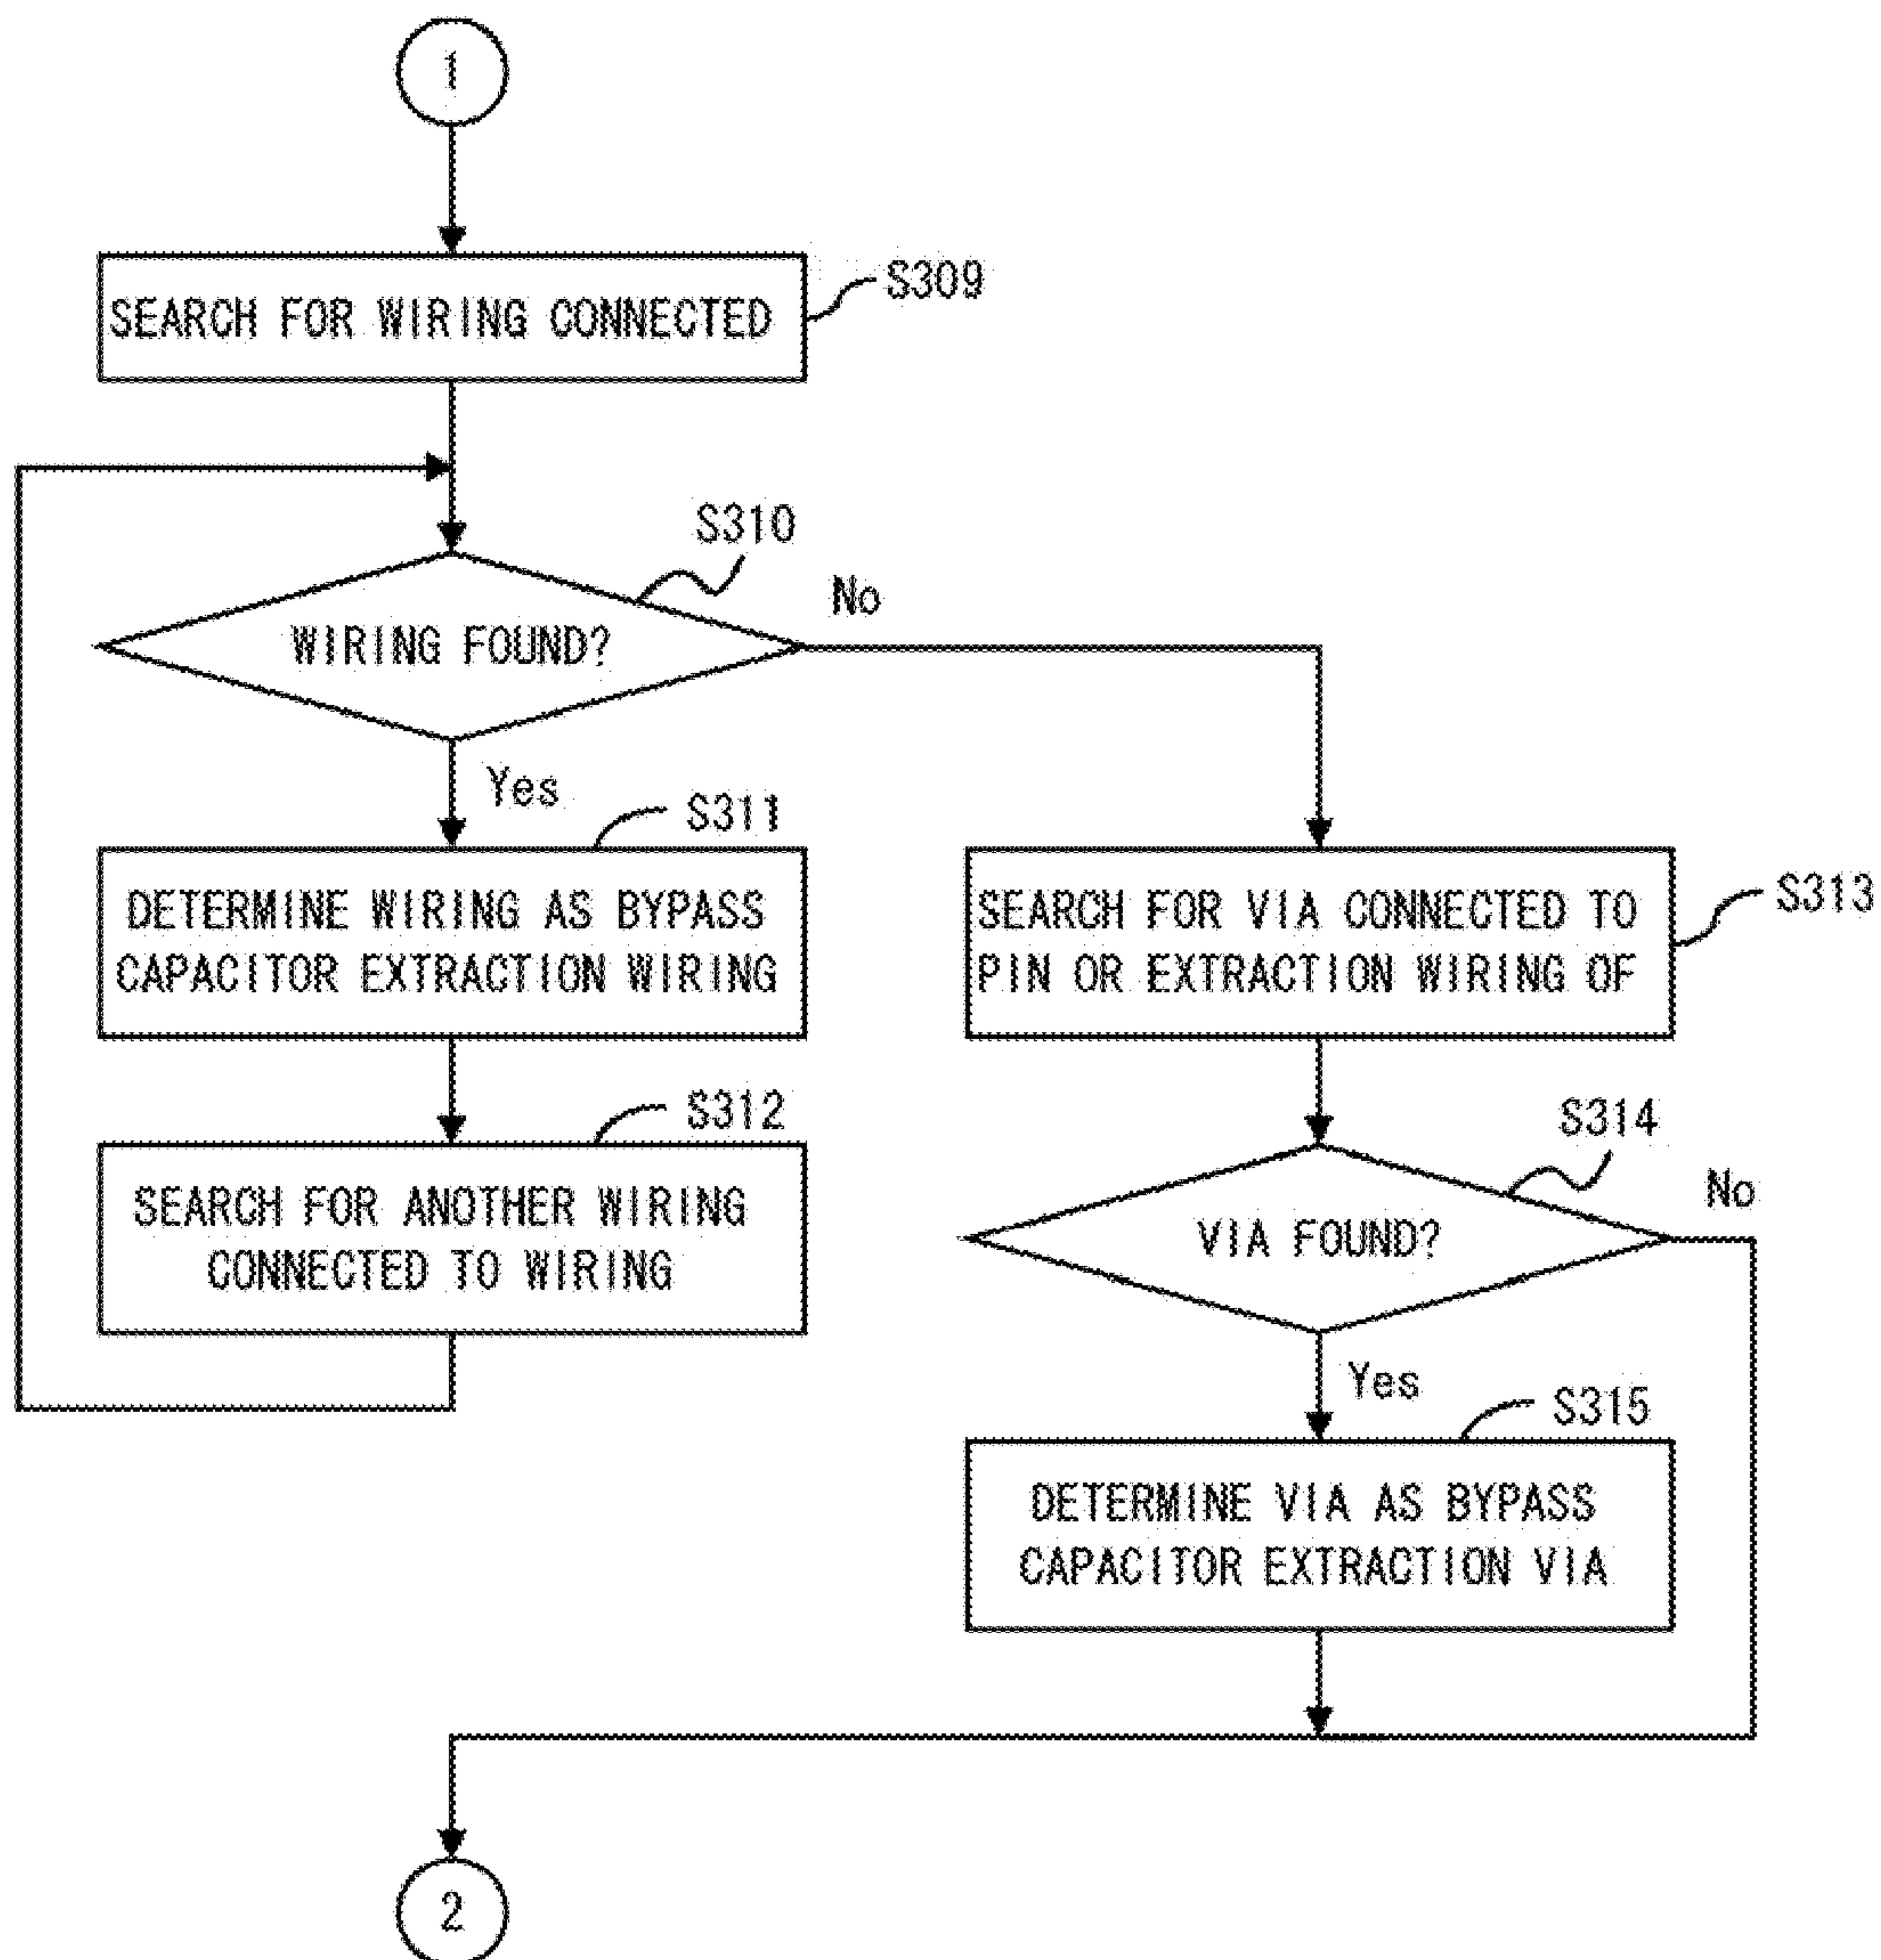 1
SEARCH FOR WIRING CONNECTED
S309
S310
WIRING FOUND?
No
Yes
S311
DETERMINE WIRING AS BYPASS
CAPACITOR EXTRACTION WIRING
S312
SEARCH FOR ANOTHER WIRING
CONNECTED TO WIRING
SEARCH FOR VIA CONNECTED TO
PIN OR EXTRACTION WIRING OF
S313
S314
VIA FOUND?
No
Yes
S315
DETERMINE VIA AS BYPASS
CAPACITOR EXTRACTION VIA
2